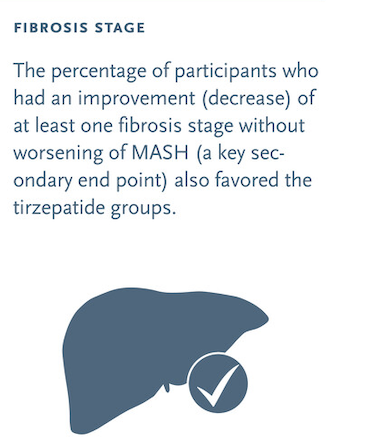 FIBROSIS STAGE
The percentage of participants who
had an improvement (decrease) of
at least one fibrosis stage without
worsening of MASH (a key sec-
ondary end point) also favored the
tirzepatide groups.